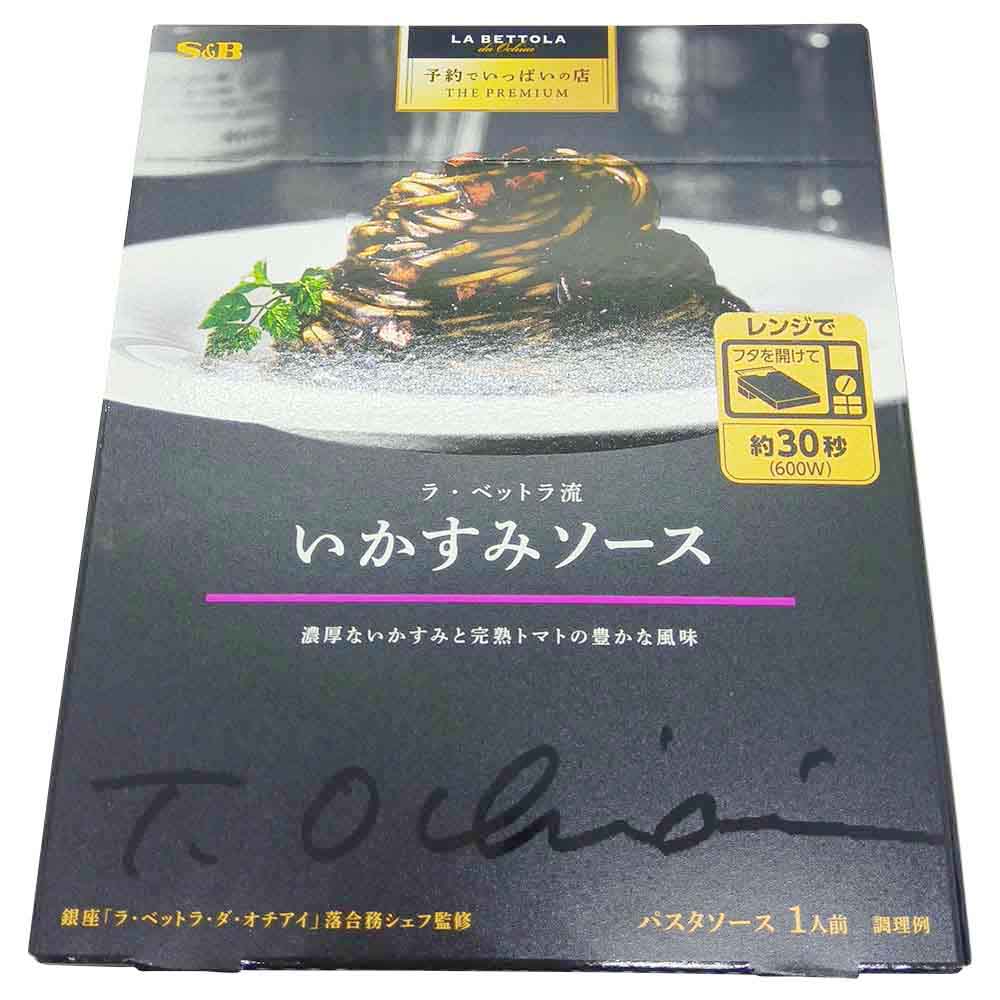 S&B
LA BETTOLA
da Ochiai
予約でいっぱいの店
THE PREMIUM
レンジで
フタを開けて
約30秒
(600W)
ラ・ベットラ流
いかすみソース
濃厚ないかすみと完熟トマトの豊かな風味
T. Ochiai
銀座「ラ・ベットラ・ダ・オチアイ」落合務シェフ監修
パスタソース 1人前 調理例